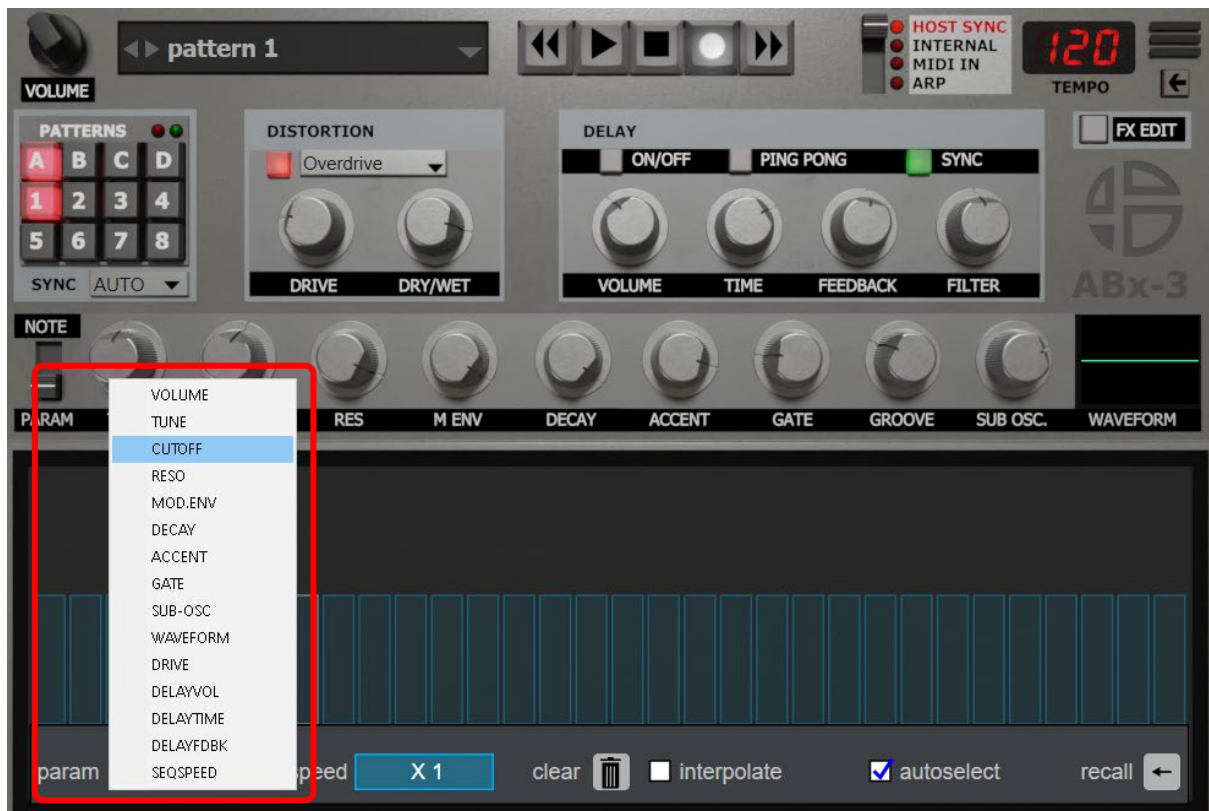 pattern 1
HOST SYNC
INTERNAL
MIDI IN
ARP
120
TEMPO
VOLUME
PATTERNS
A B C D
1 2 3 4
5 6 7 8
SYNC AUTO
DISTORTION
Overdrive
DRIVE DRY/WET
DELAY
ON/OFF PING PONG SYNC
VOLUME TIME FEEDBACK FILTER
FX EDIT
ABx-3
NOTE
PARAM
RES M ENV DECAY ACCENT GATE GROOVE SUB OSC. WAVEFORM
VOLUME
TUNE
CUTOFF
RESO
MOD.ENV
DECAY
ACCENT
GATE
SUB-OSC
WAVEFORM
DRIVE
DELAYVOL
DELAYTIME
DELAYFDBK
SEQSPEED
param X 1 clear interpolate autoselect recall